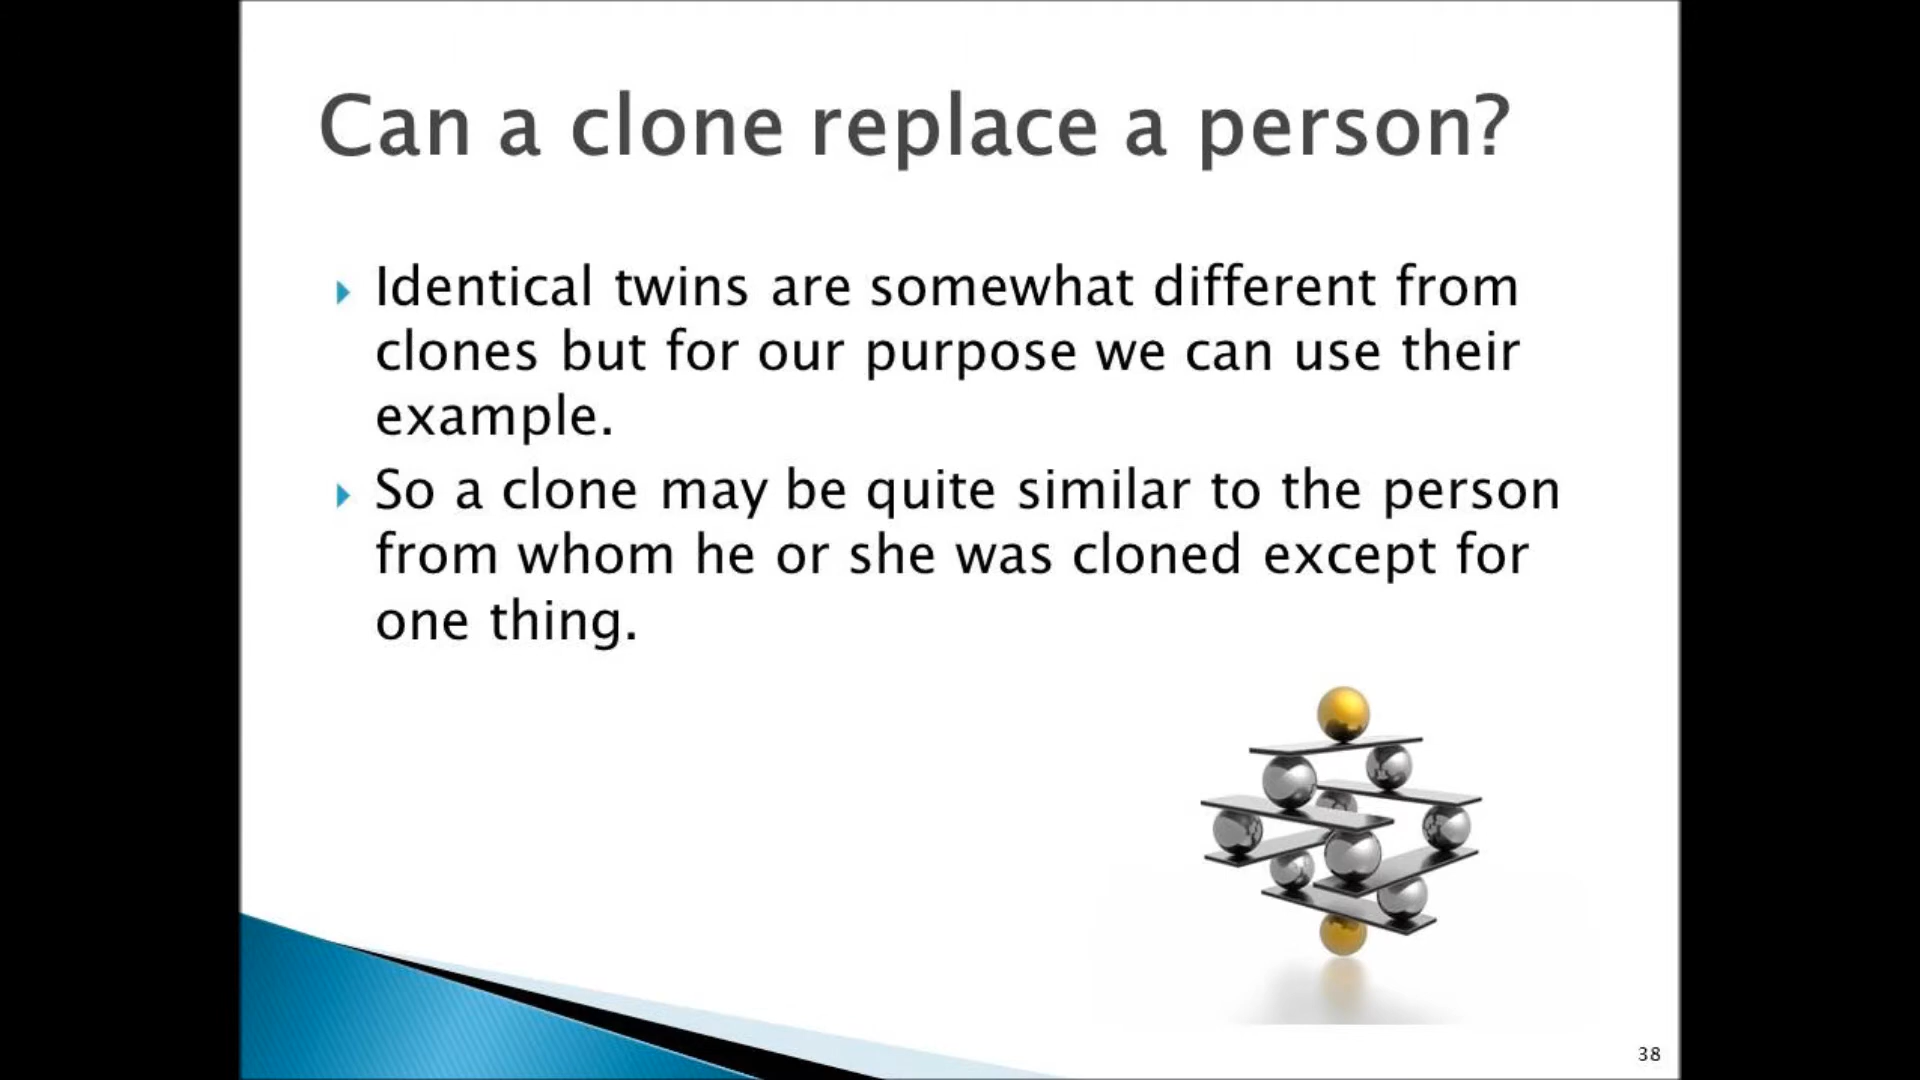 Can a clone replace a person?
Identical twins are somewhat different from
clones but for our purpose we can use their
example.
So a clone may be quite similar to the person
from whom he or she was cloned except for
one thing.
38